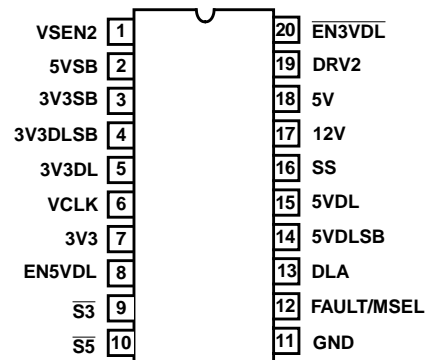 VSEN2 1 20 EN3VDL
5VSB 2 19 DRV2
3V3SB 3 18 5V
3V3DLSB 4 17 12V
3V3DL 5 16 SS
VCLK 6 15 5VDL
3V3 7 14 5VDLSB
EN5VDL 8 13 DLA
S3 9 12 FAULT/MSEL
S5 10 11 GND